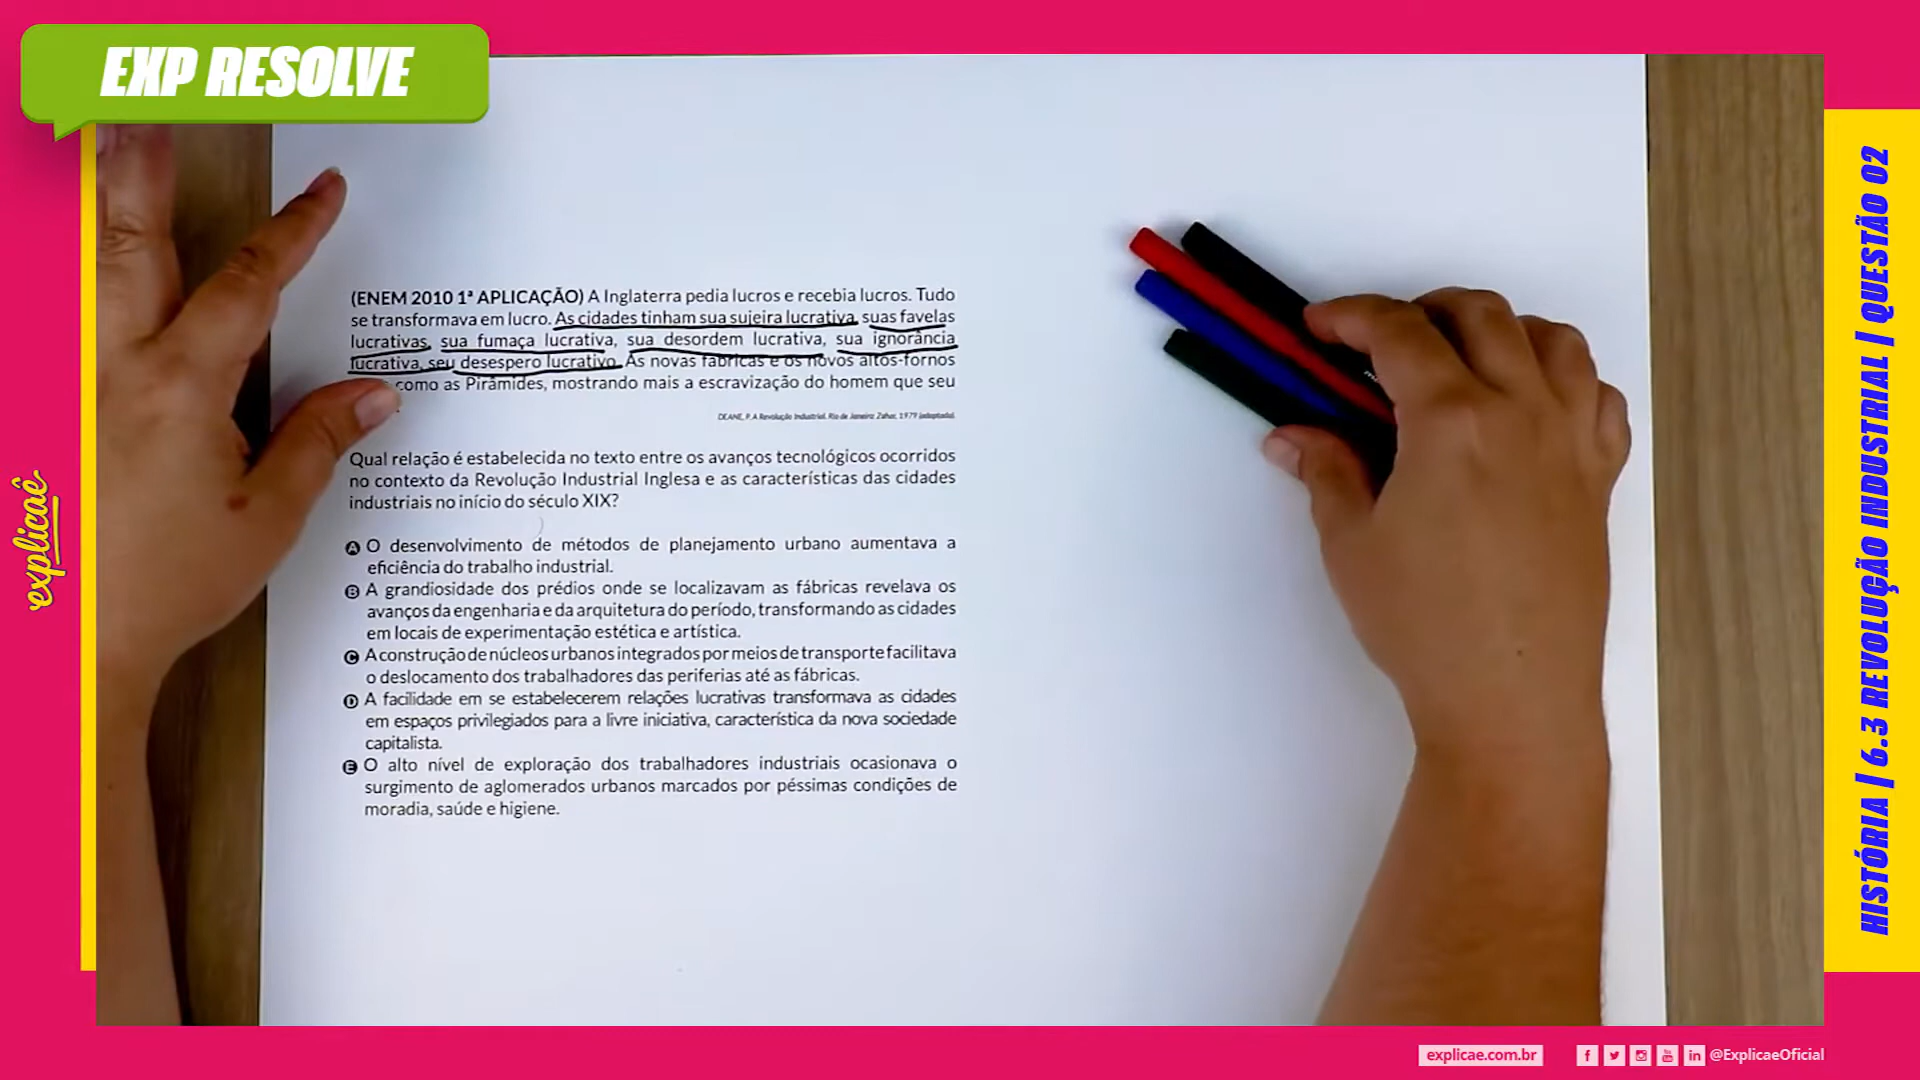 EXP RESOLVE
(ENEM 2010 1ª APLICAÇÃO) A Inglaterra pedia lucros e recebia lucros. Tudo
se transformava em lucro. As cidades tinham sua sujeira lucrativa, suas favelas
lucrativas, sua fumaça lucrativa, sua desordem lucrativa, sua ignorância
lucrativa, seu desespero lucrativo. As novas fábricas e os novos altos-fornos
como as Pirâmides, mostrando mais a escravização do homem que seu
DEANE, P. A Revolução Industrial. Rio de Janeiro: Zahar, 1979 (adaptado).
Qual relação é estabelecida no texto entre os avanços tecnológicos ocorridos
no contexto da Revolução Industrial Inglesa e as características das cidades
industriais no início do século XIX?
A O desenvolvimento de métodos de planejamento urbano aumentava a
eficiência do trabalho industrial.
B A grandiosidade dos prédios onde se localizavam as fábricas revelava os
avanços da engenharia e da arquitetura do período, transformando as cidades
em locais de experimentação estética e artística.
C A construção de núcleos urbanos integrados por meios de transporte facilitava
o deslocamento dos trabalhadores das periferias até as fábricas.
D A facilidade em se estabelecerem relações lucrativas transformava as cidades
em espaços privilegiados para a livre iniciativa, característica da nova sociedade
capitalista.
E O alto nível de exploração dos trabalhadores industriais ocasionava o
surgimento de aglomerados urbanos marcados por péssimas condições de
moradia, saúde e higiene.
explicaê
HISTÓRIA | 6.3 REVOLUÇÃO INDUSTRIAL | QUESTÃO 02
explicae.com.br
@ExplicaeOficial